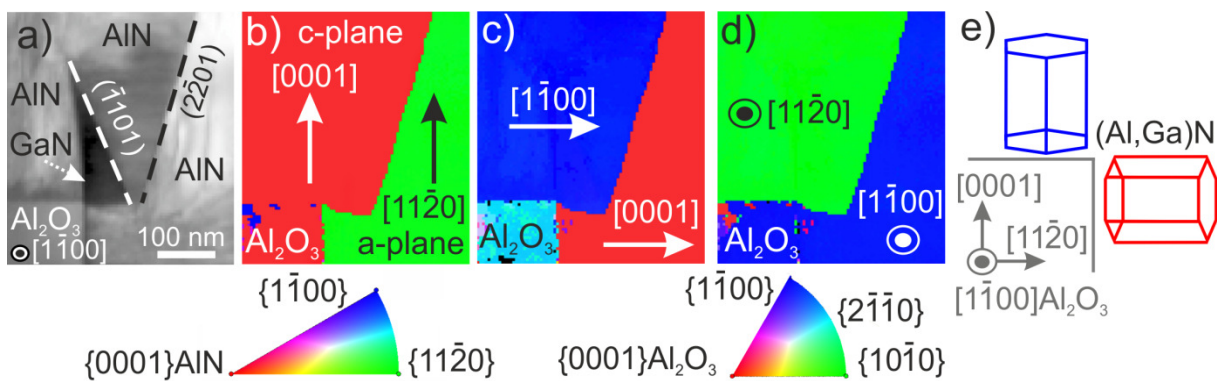 a)
AlN
AlN
GaN
(1̄101)
(22̄01)
AlN
Al₂O₃
[11̄00]
100 nm
b)
c-plane
[0001]
[112̄0]
a-plane
Al₂O₃
c)
[11̄00]
[0001]
Al₂O₃
d)
[112̄0]
[11̄00]
Al₂O₃
e)
(Al,Ga)N
[0001]
[112̄0]
[11̄00]Al₂O₃
{11̄00}
{0001}AlN
{112̄0}
{11̄00}
{21̄1̄0}
{0001}Al₂O₃
{101̄0}